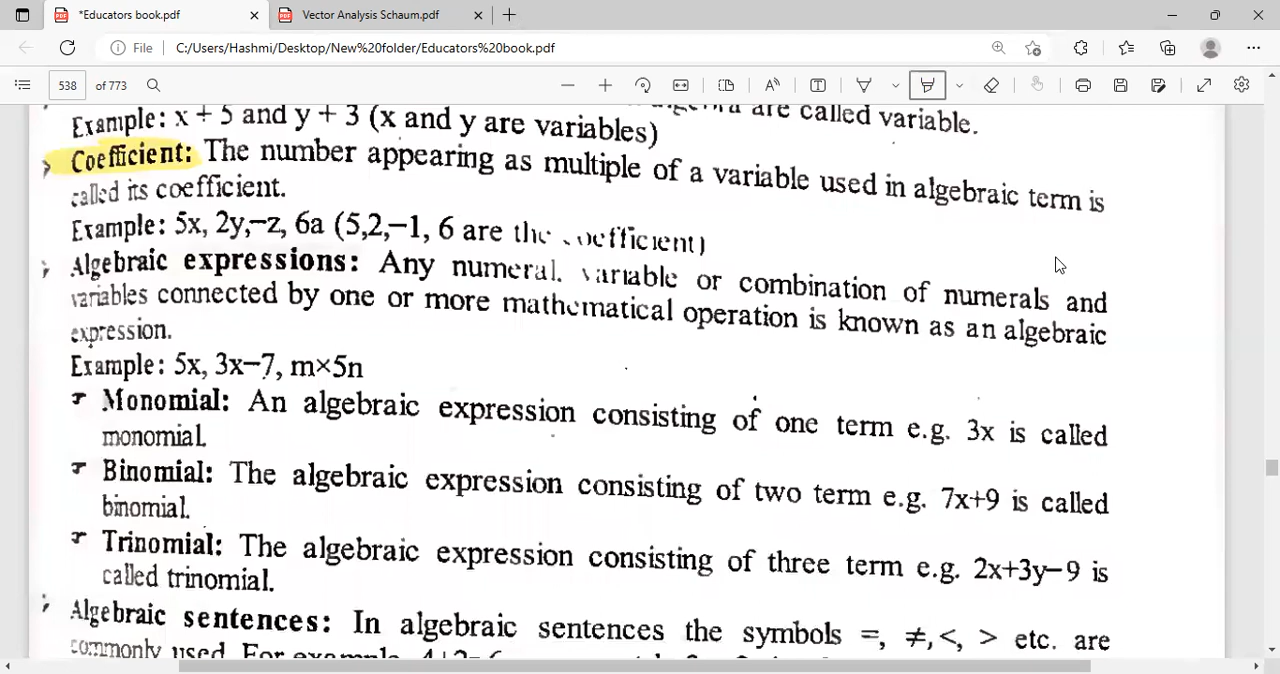 *Educators book.pdf
Vector Analysis Schaum.pdf
File C:/Users/Hashmi/Desktop/New%20folder/Educators%20book.pdf
538 of 773
are called variable.
Example: x + 5 and y + 3 (x and y are variables)
Coefficient: The number appearing as multiple of a variable used in algebraic term is
called its coefficient.
Example: 5x, 2y,−z, 6a (5,2,−1, 6 are the coefficient)
Algebraic expressions: Any numeral. variable or combination of numerals and
variables connected by one or more mathematical operation is known as an algebraic
expression.
Example: 5x, 3x−7, m×5n
Monomial: An algebraic expression consisting of one term e.g. 3x is called
monomial.
Binomial: The algebraic expression consisting of two term e.g. 7x+9 is called
binomial.
Trinomial: The algebraic expression consisting of three term e.g. 2x+3y−9 is
called trinomial.
Algebraic sentences: In algebraic sentences the symbols =, ≠,<, > etc. are
commonly used. For example